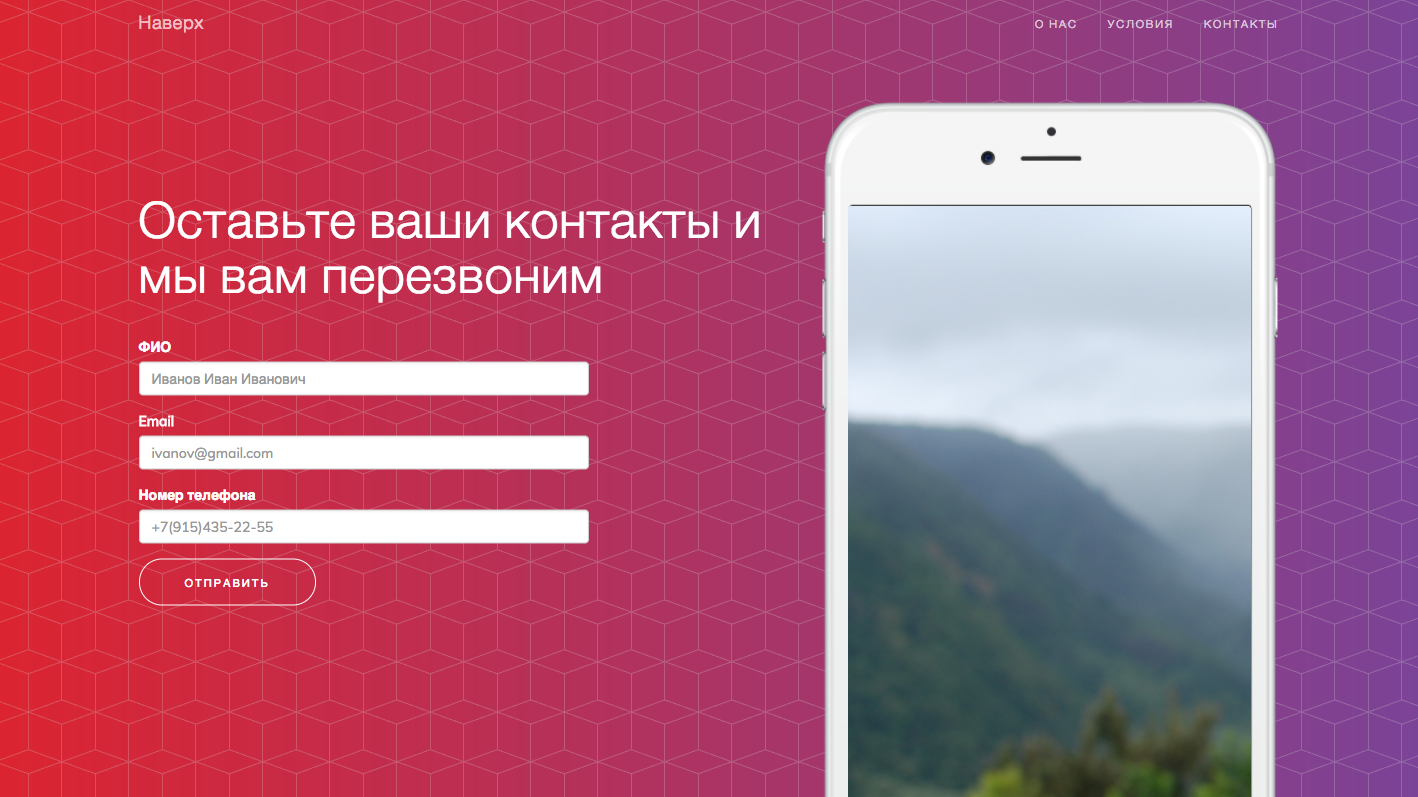 Наверх
О НАС
УСЛОВИЯ
КОНТАКТЫ
Оставьте ваши контакты и
мы вам перезвоним
ФИО
Иванов Иван Иванович
Email
ivanov@gmail.com
Номер телефона
+7(915)435-22-55
ОТПРАВИТЬ